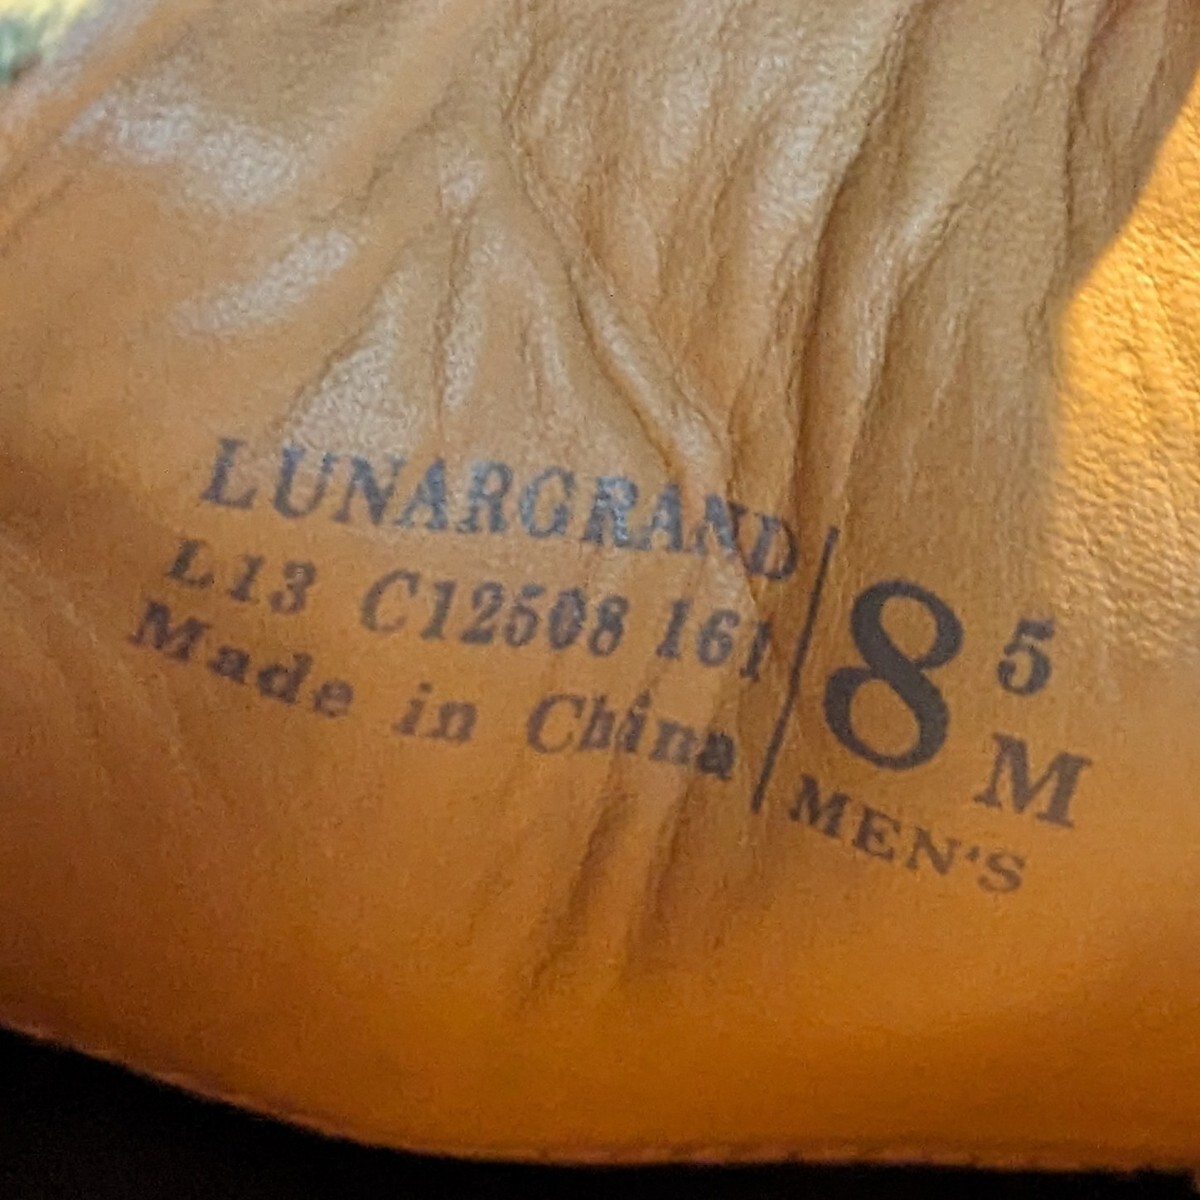 LUNARGRAND
L13 C12508 161
Made in China
8 5
M
MEN'S